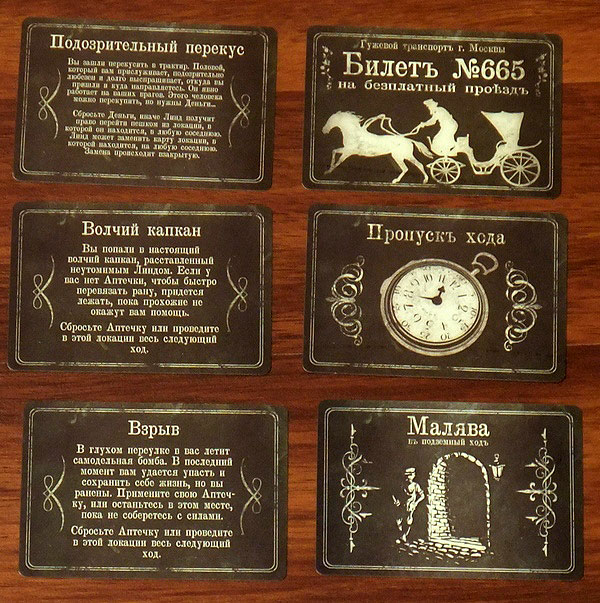 Подозрительный перекус
Вы зашли перекусить в трактир. Половой,
который вам прислуживает, подозрительно
любезен и долго выспрашивает, откуда вы
пришли и куда направляетесь. Он явно
работает на ваших врагов. Этого человека
можно перекупить, но нужны Деньги..
Сбросьте Деньги, иначе Линд получит
право перейти пешком из локации, в
которой он находится, в любую соседнюю.
Линд может заменить карту локации, в
которой находится, на любую соседнюю.
Замена происходит взакрытую.
Гужевой транспортъ г. Москвы
Билетъ №665
на безплатный проѣздъ
Волчий капкан
Вы попали в настоящий
волчий капкан, расставленный
неутомимым Линдом. Если у
вас нет Аптечки, чтобы быстро
перевязать рану, придется
лежать, пока прохожие не
окажут вам помощь.
Сбросьте Аптечку или проведите
в этой локации весь следующий
ход.
Пропускъ хода
Взрыв
В глухом переулке в вас летит
самодельная бомба. В последний
момент вам удается упасть и
сохранить себе жизнь, но вы
ранены. Примените свою Аптеч-
ку, или останьтесь в этом месте,
пока не соберетесь с силами.
Сбросьте Аптечку или проведите
в этой локации весь следующий
ход.
Малява
въ подземный ходъ